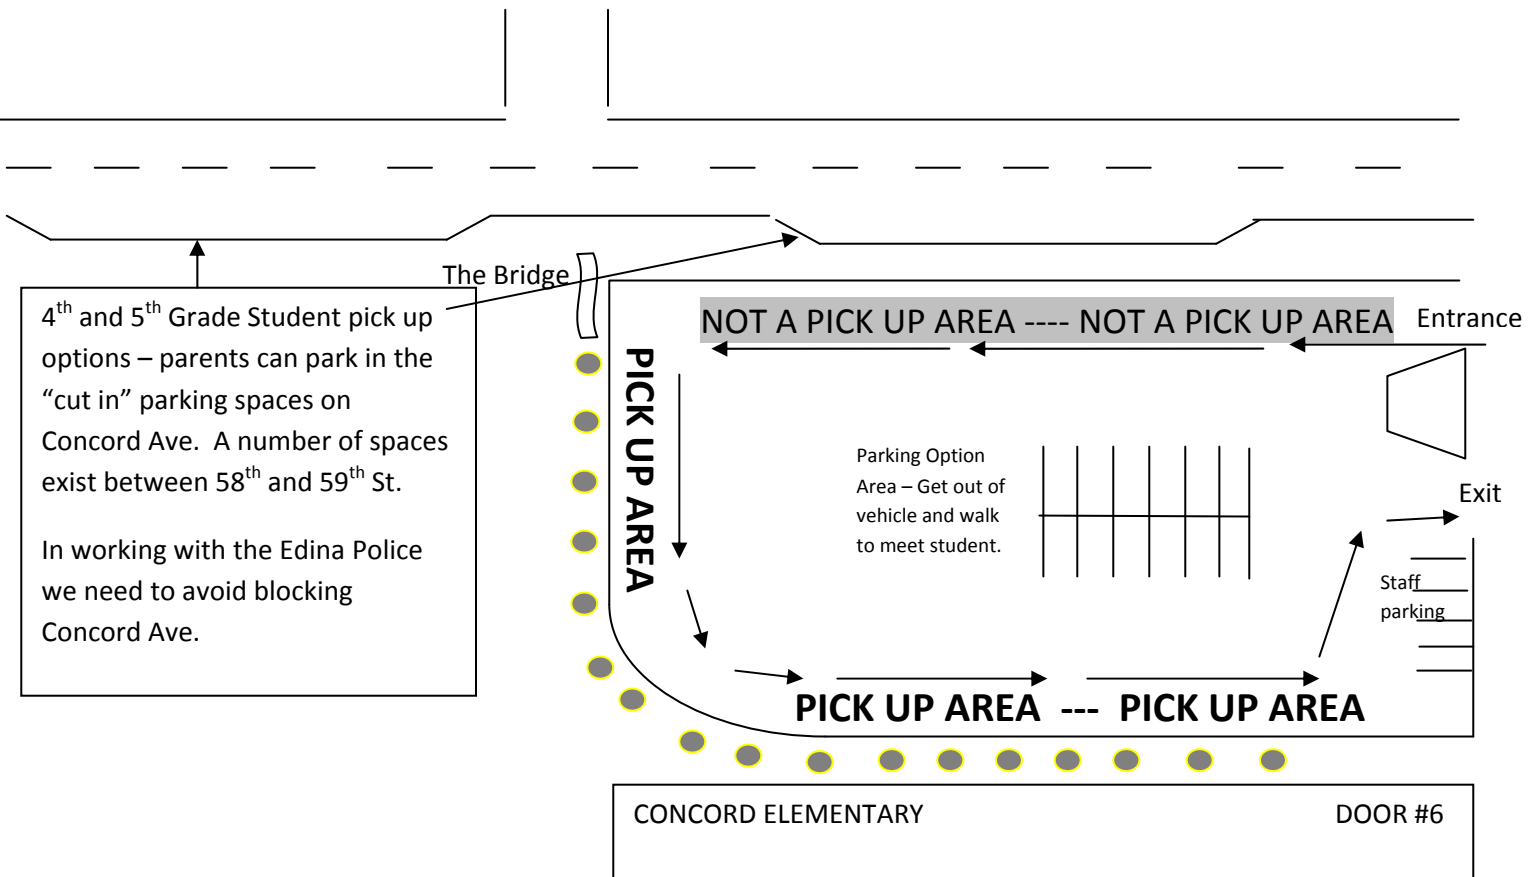 The Bridge
4th and 5th Grade Student pick up
options – parents can park in the
“cut in” parking spaces on
Concord Ave.  A number of spaces
exist between 58th and 59th St.
In working with the Edina Police
we need to avoid blocking
Concord Ave.
NOT A PICK UP AREA ---- NOT A PICK UP AREA
Entrance
PICK UP AREA
Parking Option
Area – Get out of
vehicle and walk
to meet student.
Exit
Staff
parking
PICK UP AREA --- PICK UP AREA
CONCORD ELEMENTARY
DOOR #6